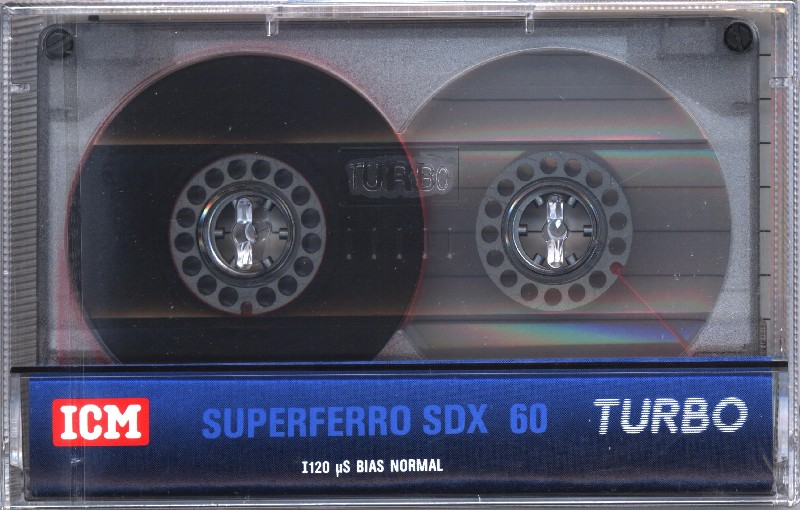 TURBO
ICM SUPERFERRO SDX 60 TURBO
I120 µS BIAS NORMAL